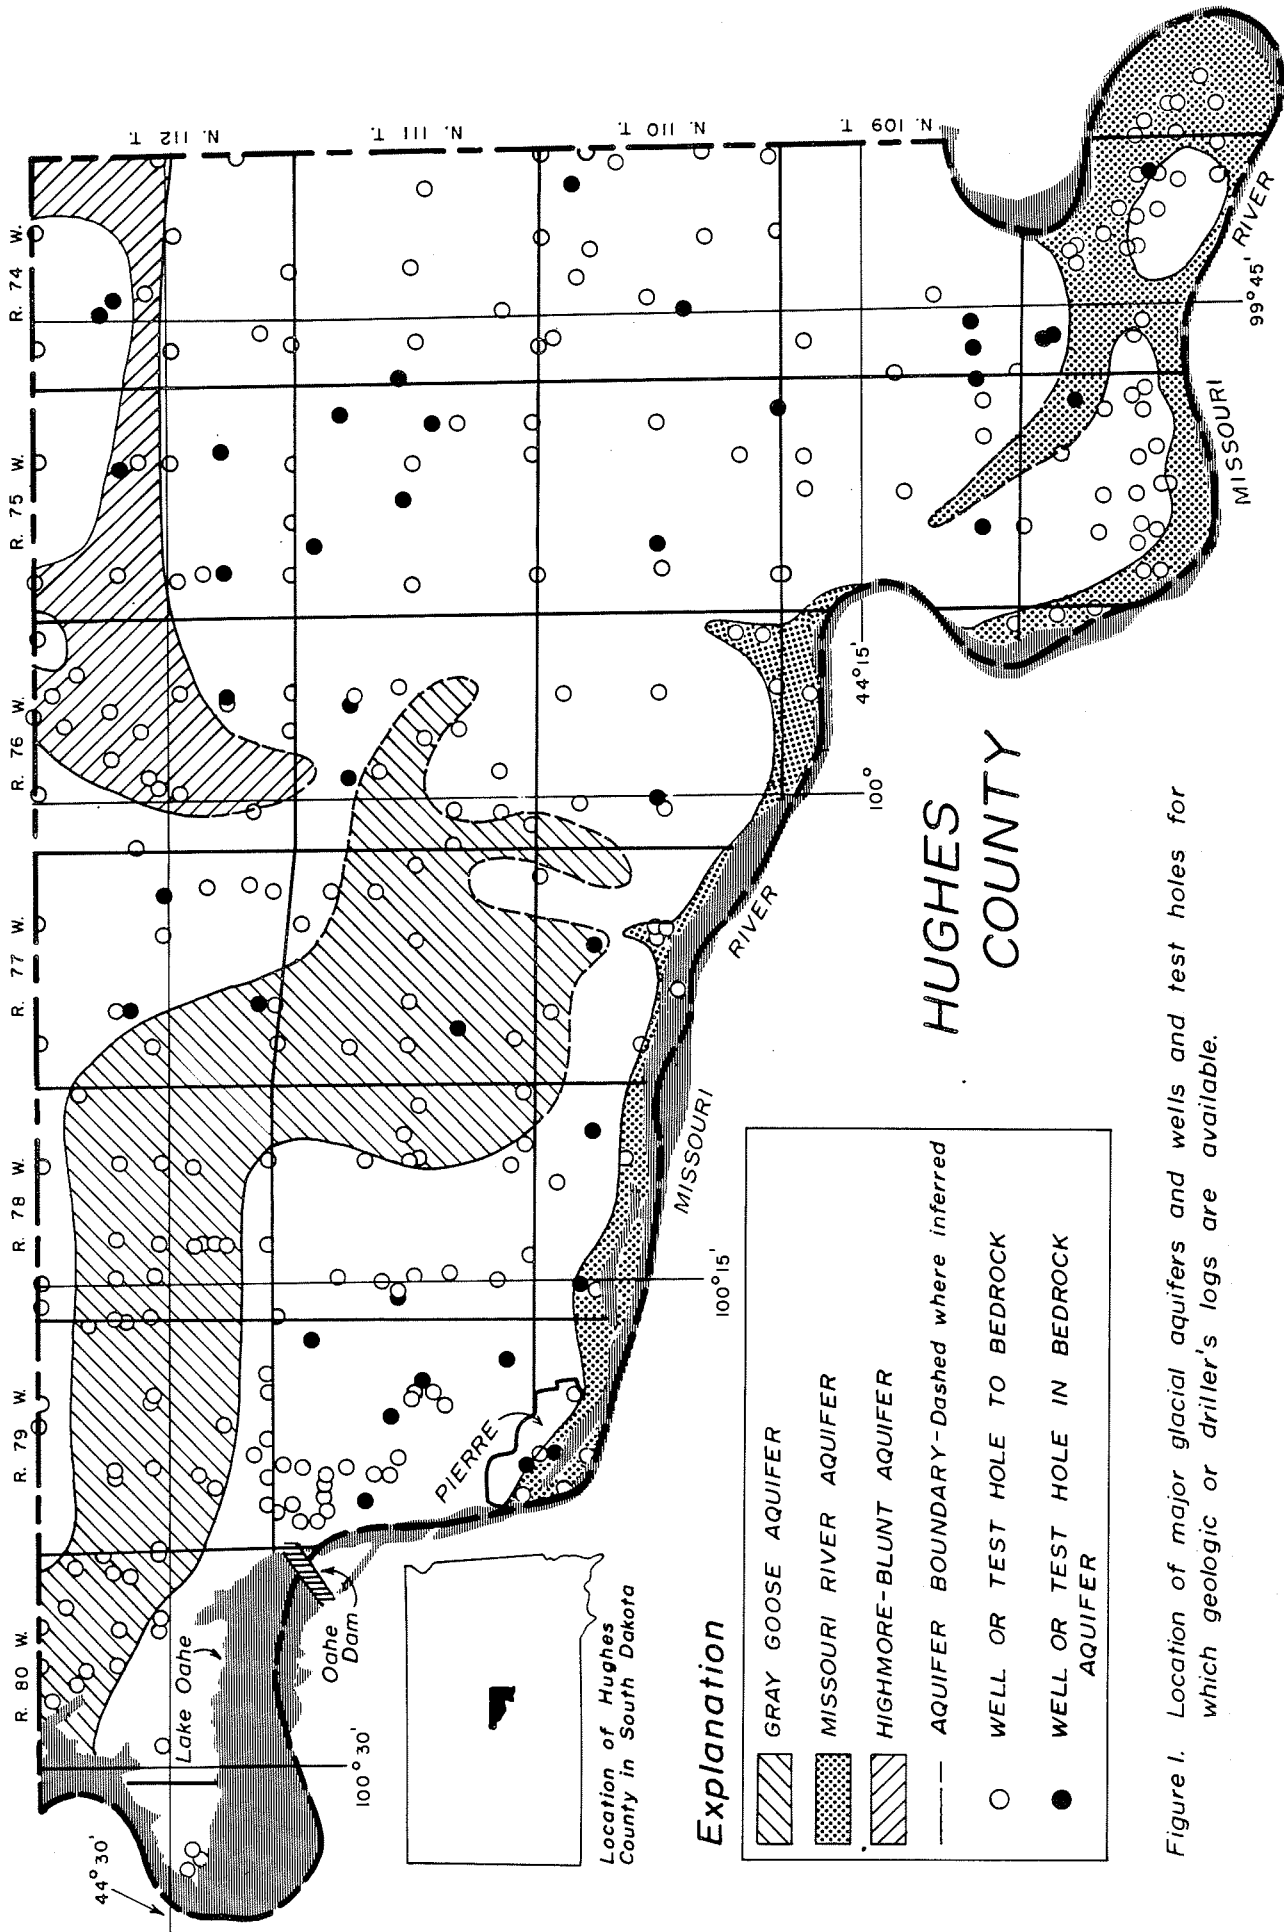 R. 80 W.
R. 79 W.
R. 78 W.
R. 77 W.
R. 76 W.
R. 75 W.
R. 74 W.
T. 112 N.
T. 111 N.
T. 110 N.
T. 109 N.
44° 30'
Lake Oahe
Oahe
Dam
100° 30'
PIERRE
100° 15'
MISSOURI
RIVER
100°
44° 15'
MISSOURI
RIVER
99° 45'
HUGHES
COUNTY
Location of Hughes
County in South Dakota
Explanation
GRAY GOOSE AQUIFER
MISSOURI RIVER AQUIFER
HIGHMORE-BLUNT AQUIFER
AQUIFER BOUNDARY-Dashed where inferred
WELL OR TEST HOLE TO BEDROCK
WELL OR TEST HOLE IN BEDROCK
AQUIFER
Figure 1. Location of major glacial aquifers and wells and test holes for
which geologic or driller's logs are available.